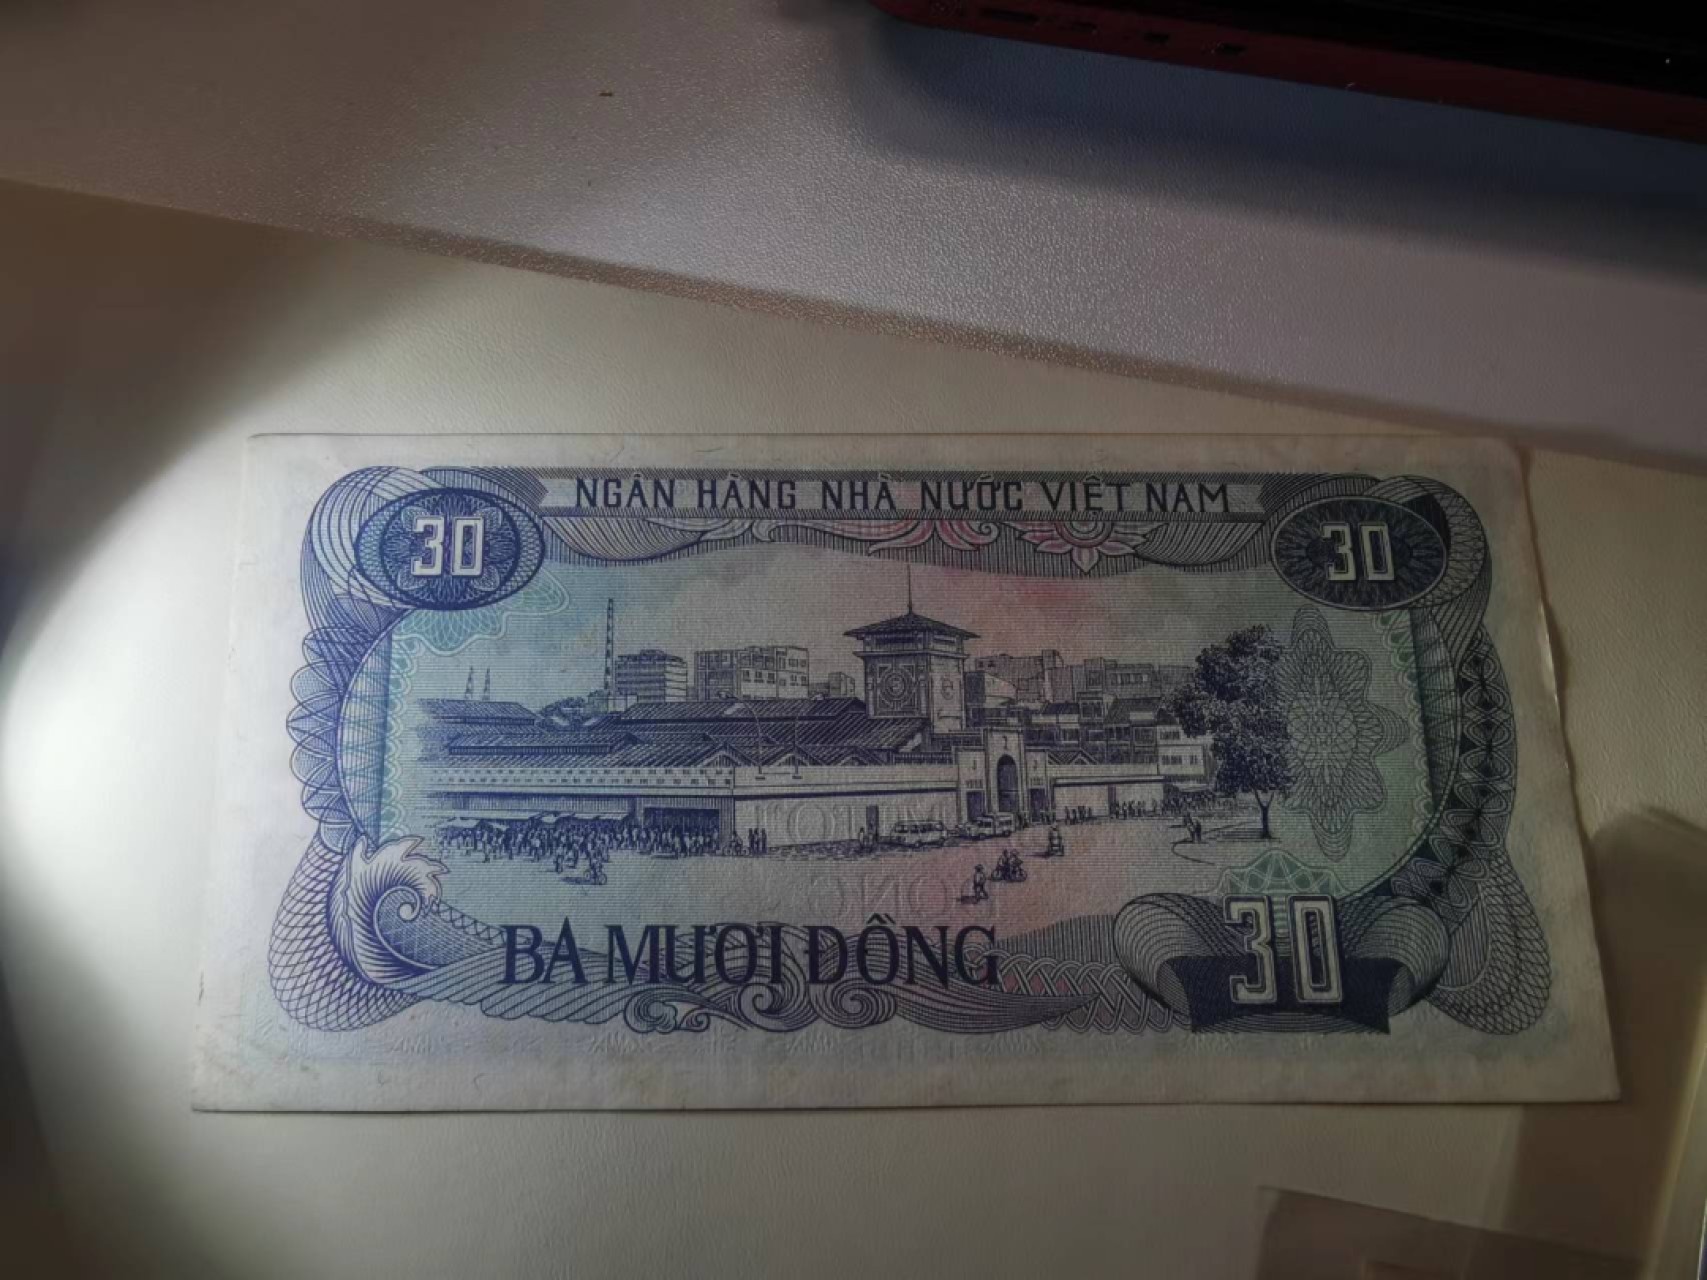 NGÂN HÀNG NHÀ NƯỚC VIỆT NAM
30
30
BA MƯƠI ĐỒNG
30